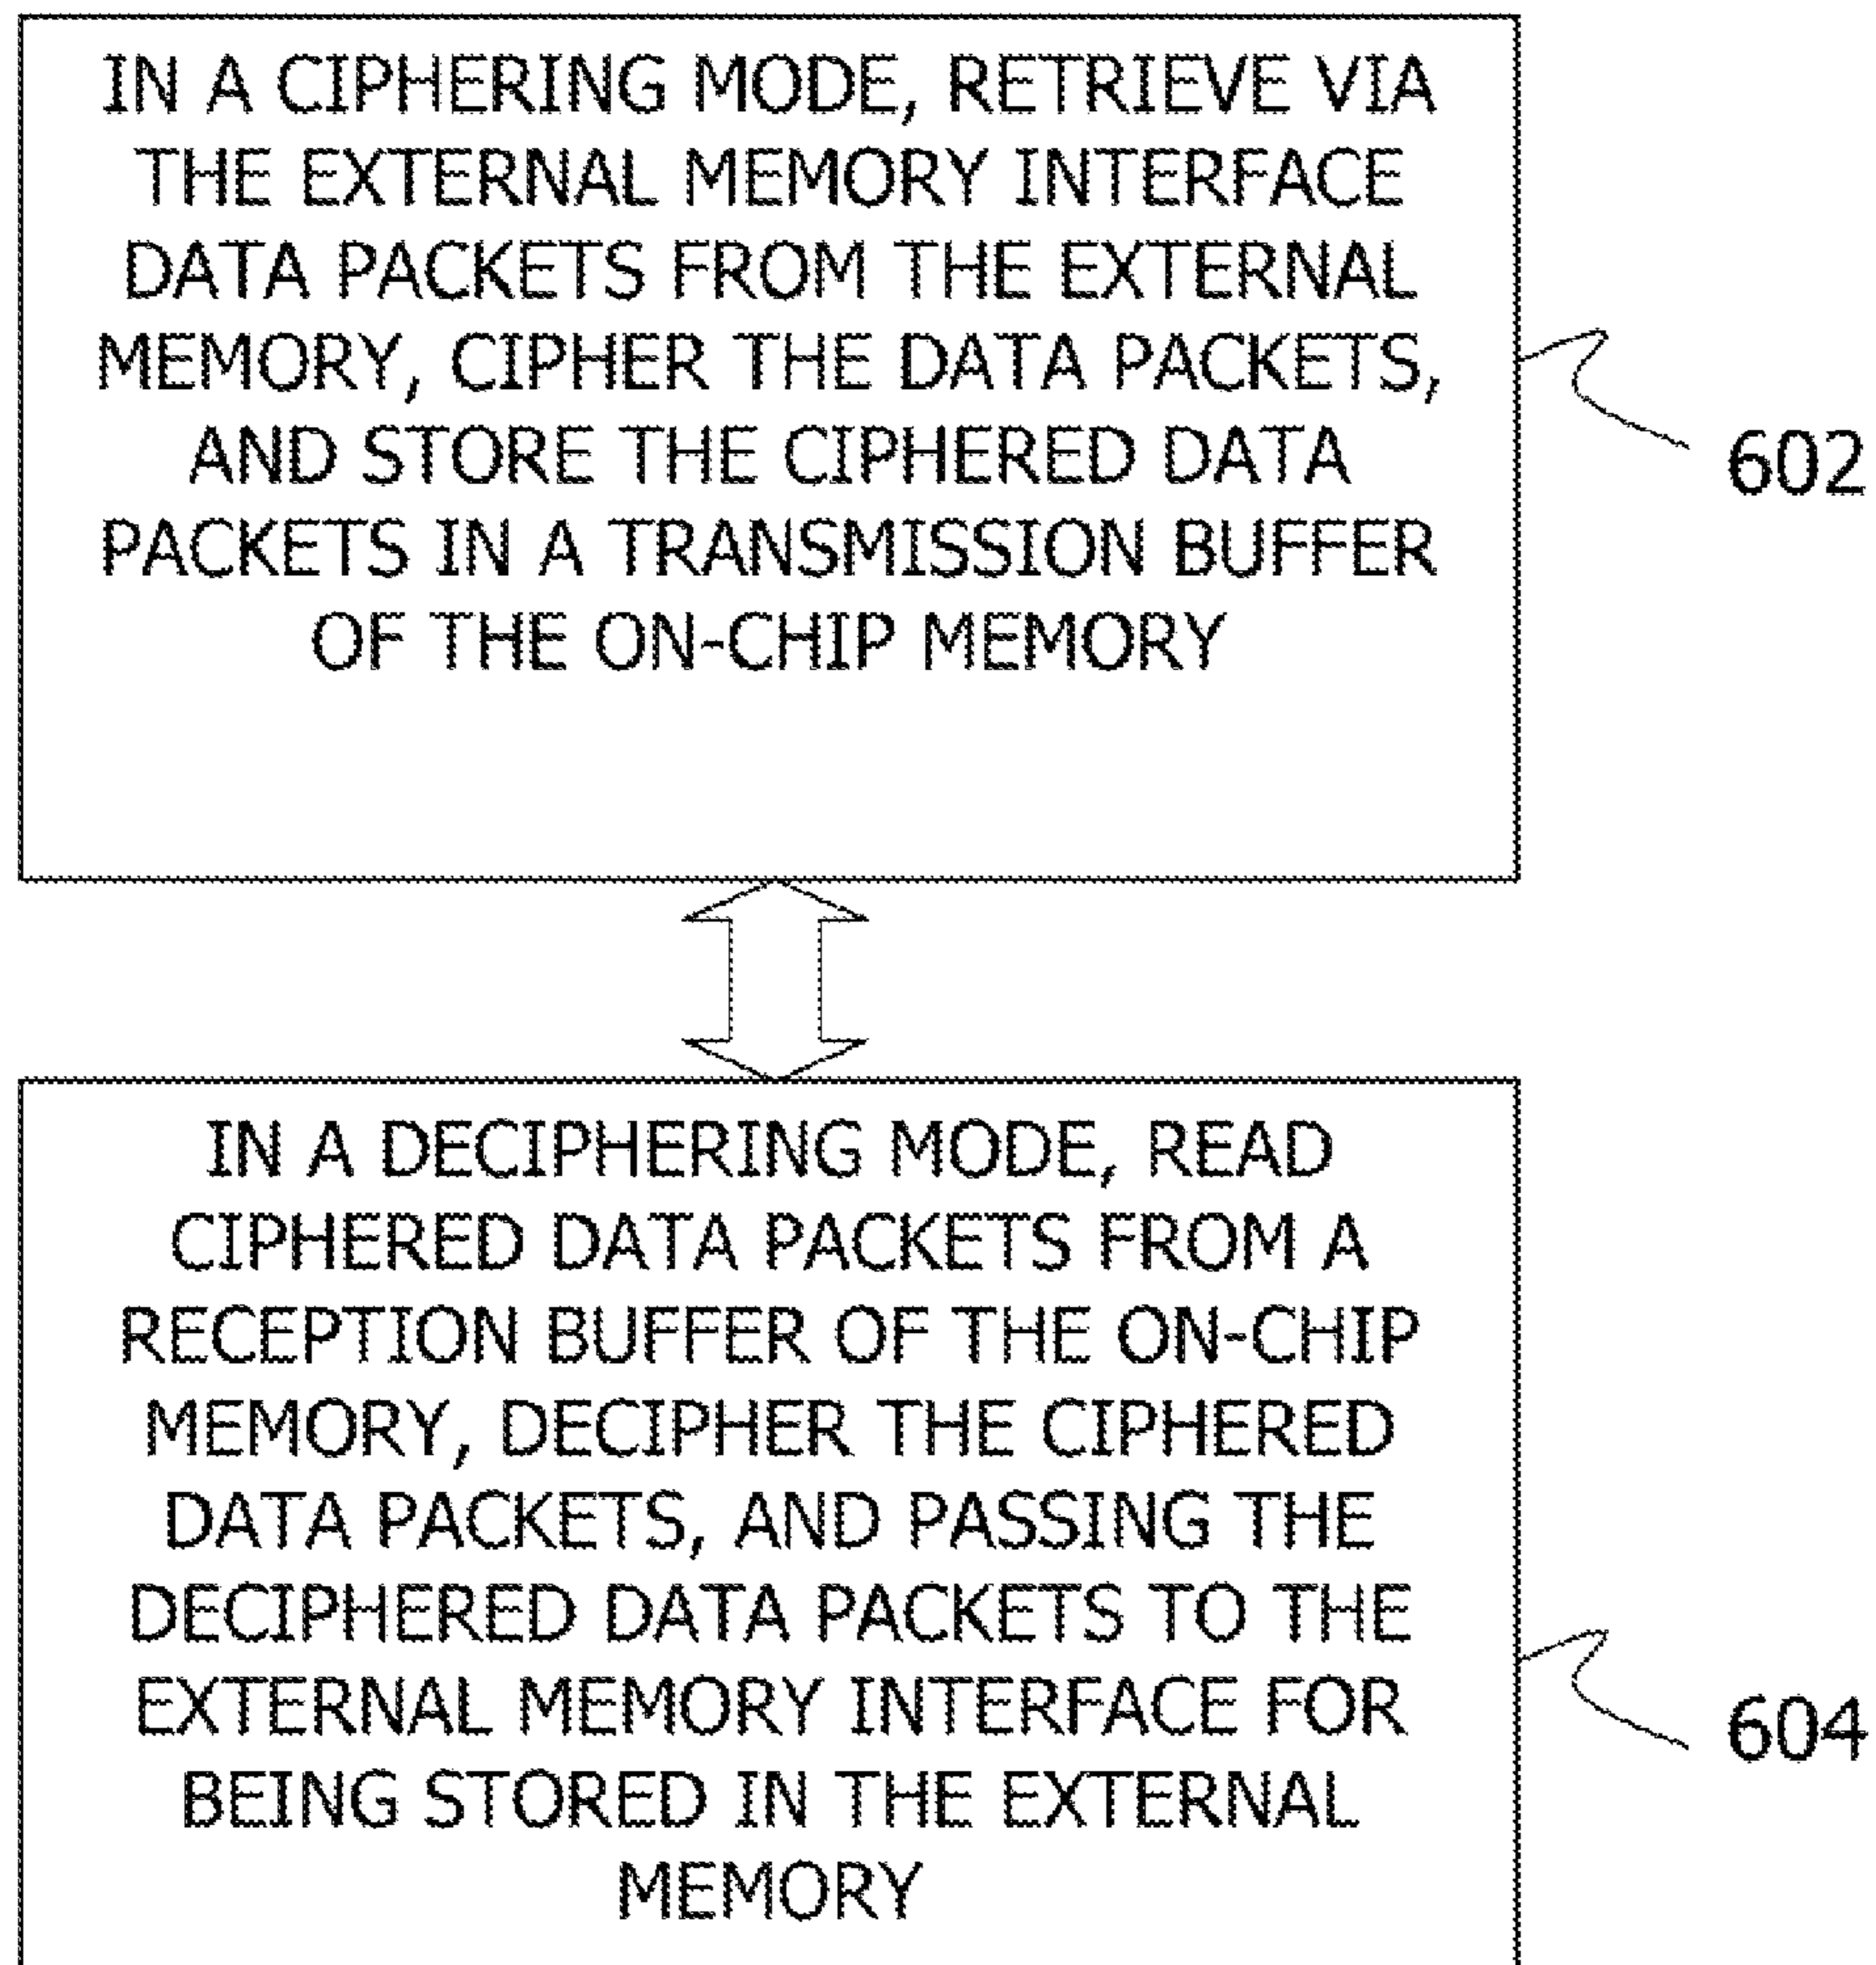 IN A CIPHERING MODE, RETRIEVE VIA
THE EXTERNAL MEMORY INTERFACE
DATA PACKETS FROM THE EXTERNAL
MEMORY, CIPHER THE DATA PACKETS,
AND STORE THE CIPHERED DATA
PACKETS IN A TRANSMISSION BUFFER
OF THE ON-CHIP MEMORY
602
IN A DECIPHERING MODE, READ
CIPHERED DATA PACKETS FROM A
RECEPTION BUFFER OF THE ON-CHIP
MEMORY, DECIPHER THE CIPHERED
DATA PACKETS, AND PASSING THE
DECIPHERED DATA PACKETS TO THE
EXTERNAL MEMORY INTERFACE FOR
BEING STORED IN THE EXTERNAL
MEMORY
604